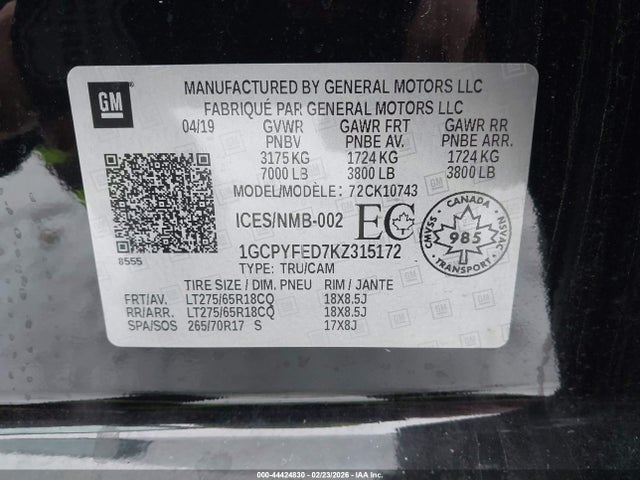 GM
MANUFACTURED BY GENERAL MOTORS LLC
FABRIQUÉ PAR GENERAL MOTORS LLC
04/19 GVWR GAWR FRT GAWR RR
PNBV PNBE AV. PNBE ARR.
3175 KG 1724 KG 1724 KG
7000 LB 3800 LB 3800 LB
MODEL/MODÈLE: 72CK10743
ICES/NMB-002 EC
CMVSS NSVAC 985 TRANSPORT CANADA
1GCPYFED7KZ315172
8555
TYPE: TRU/CAM
TIRE SIZE / DIM. PNEU RIM / JANTE
FRT/AV. LT275/65R18CQ 18X8.5J
RR/ARR. LT275/65R18CQ 18X8.5J
SPA/SOS 265/70R17 S 17X8J
000-44424830 - 02/23/2026 - IAA Inc.